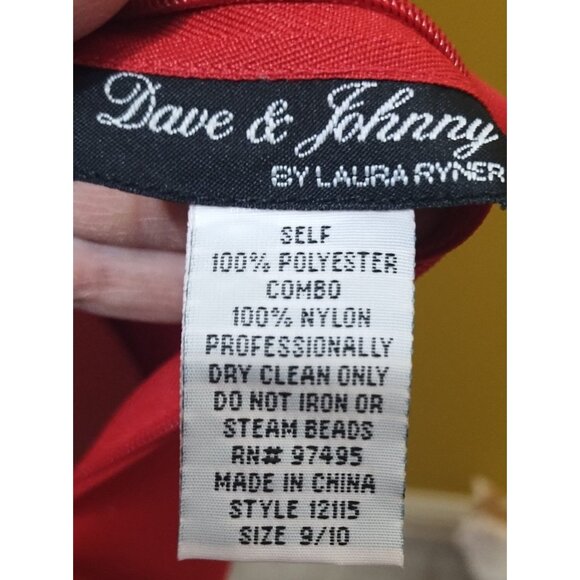 Dave & Johnny
BY LAURA RYNER
SELF
100% POLYESTER
COMBO
100% NYLON
PROFESSIONALLY
DRY CLEAN ONLY
DO NOT IRON OR
STEAM BEADS
RN# 97495
MADE IN CHINA
STYLE 12115
SIZE 9/10